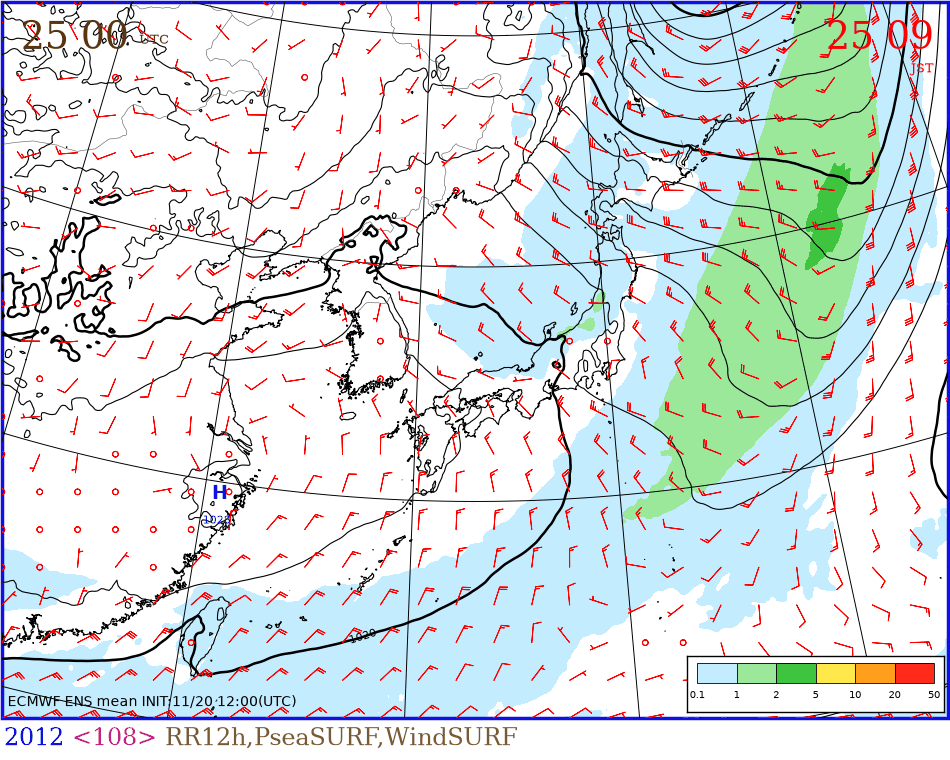 25 00 UTC
25 09
JST
H
1028
1020
ECMWF ENS mean INIT:11/20 12:00(UTC)
0.1 1 2 5 10 20 50
2012 <108> RR12h,PseaSURF,WindSURF